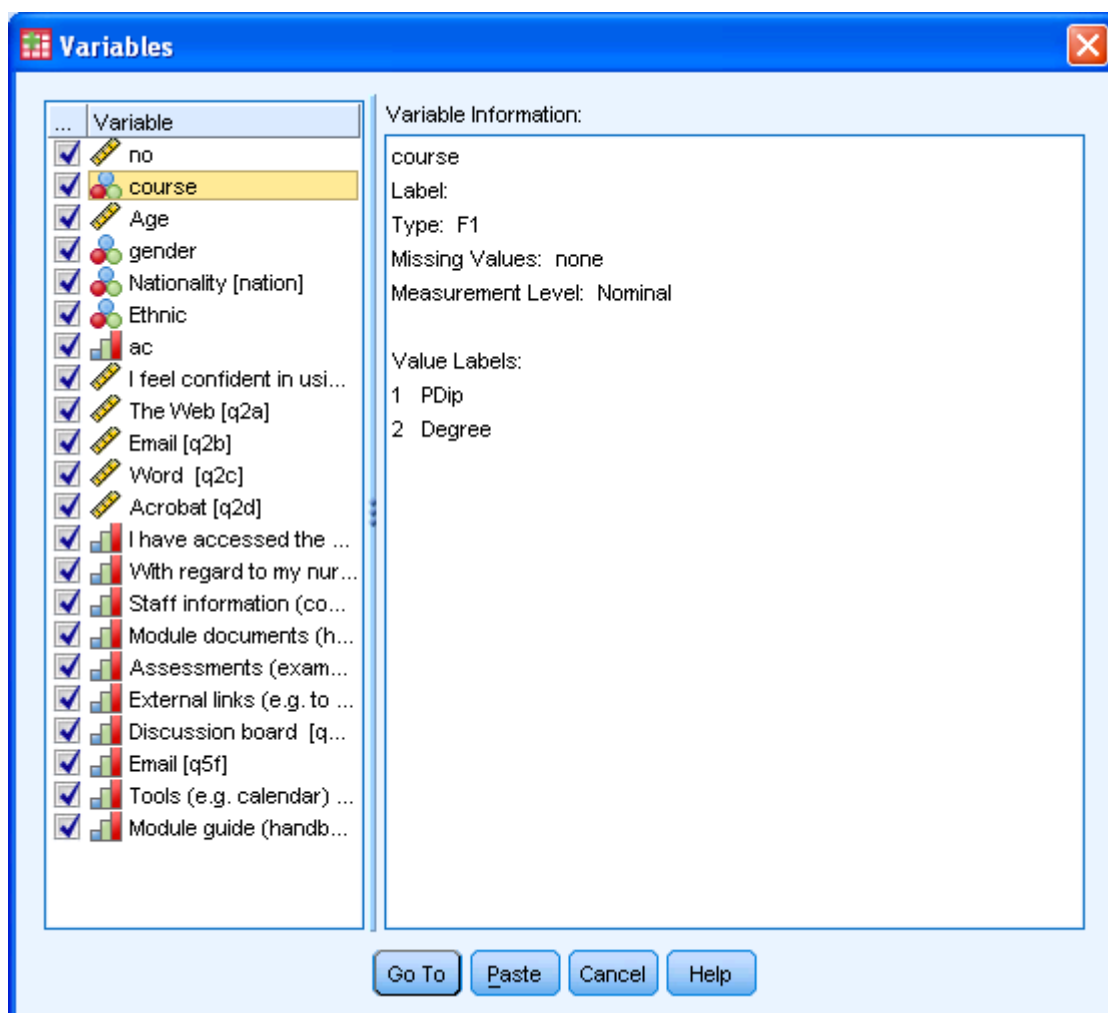 Variables
... Variable
no
course
Age
gender
Nationality [nation]
Ethnic
ac
I feel confident in usi...
The Web [q2a]
Email [q2b]
Word [q2c]
Acrobat [q2d]
I have accessed the ...
With regard to my nur...
Staff information (co...
Module documents (h...
Assessments (exam...
External links (e.g. to ...
Discussion board [q...
Email [q5f]
Tools (e.g. calendar) ...
Module guide (handb...
Variable Information:
course
Label:
Type: F1
Missing Values: none
Measurement Level: Nominal
Value Labels:
1 PDip
2 Degree
Go To Paste Cancel Help